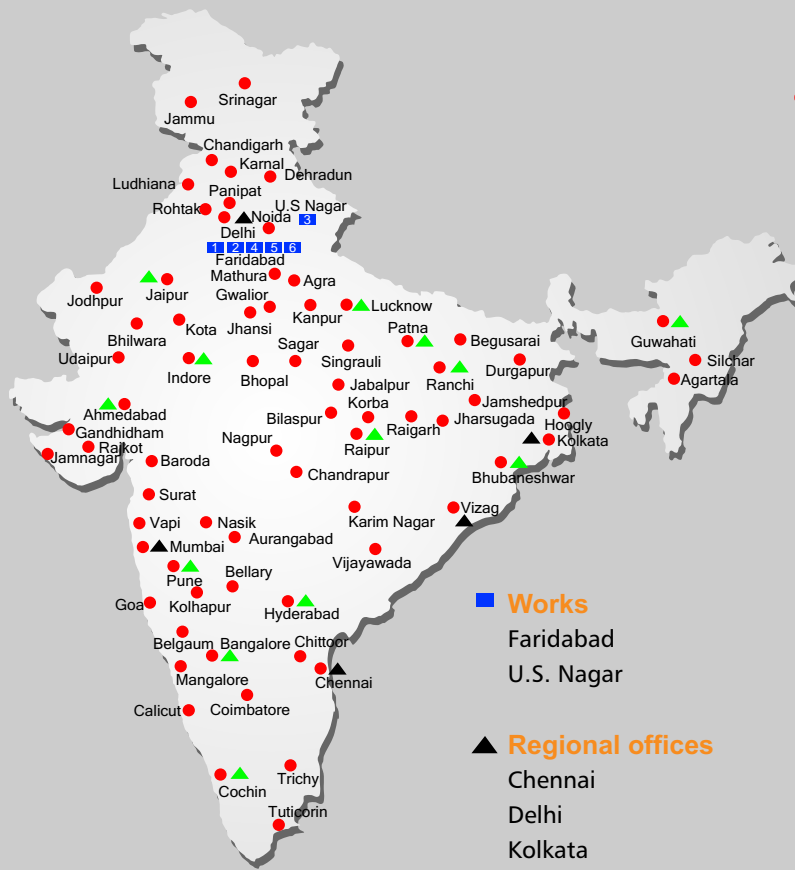 Srinagar
Jammu
Chandigarh
Karnal
Dehradun
Ludhiana
Panipat
U.S Nagar
Rohtak
Noida
3
Delhi
1 2 4 5 6
Faridabad
Mathura
Agra
Jodhpur
Jaipur
Gwalior
Kanpur
Lucknow
Bhilwara
Kota
Jhansi
Patna
Begusarai
Guwahati
Udaipur
Indore
Sagar
Bhopal
Singrauli
Ranchi
Durgapur
Silchar
Agartala
Jabalpur
Ahmedabad
Korba
Jamshedpur
Gandhidham
Bilaspur
Raigarh
Jharsugada
Hoogly
Rajkot
Nagpur
Raipur
Kolkata
Jamnagar
Baroda
Chandrapur
Bhubaneshwar
Surat
Vapi
Nasik
Karim Nagar
Vizag
Aurangabad
Mumbai
Vijayawada
Pune
Bellary
Goa
Kolhapur
Hyderabad
Belgaum
Bangalore
Chittoor
Mangalore
Chennai
Calicut
Coimbatore
Cochin
Trichy
Tuticorin
Works
Faridabad
U.S. Nagar
Regional offices
Chennai
Delhi
Kolkata